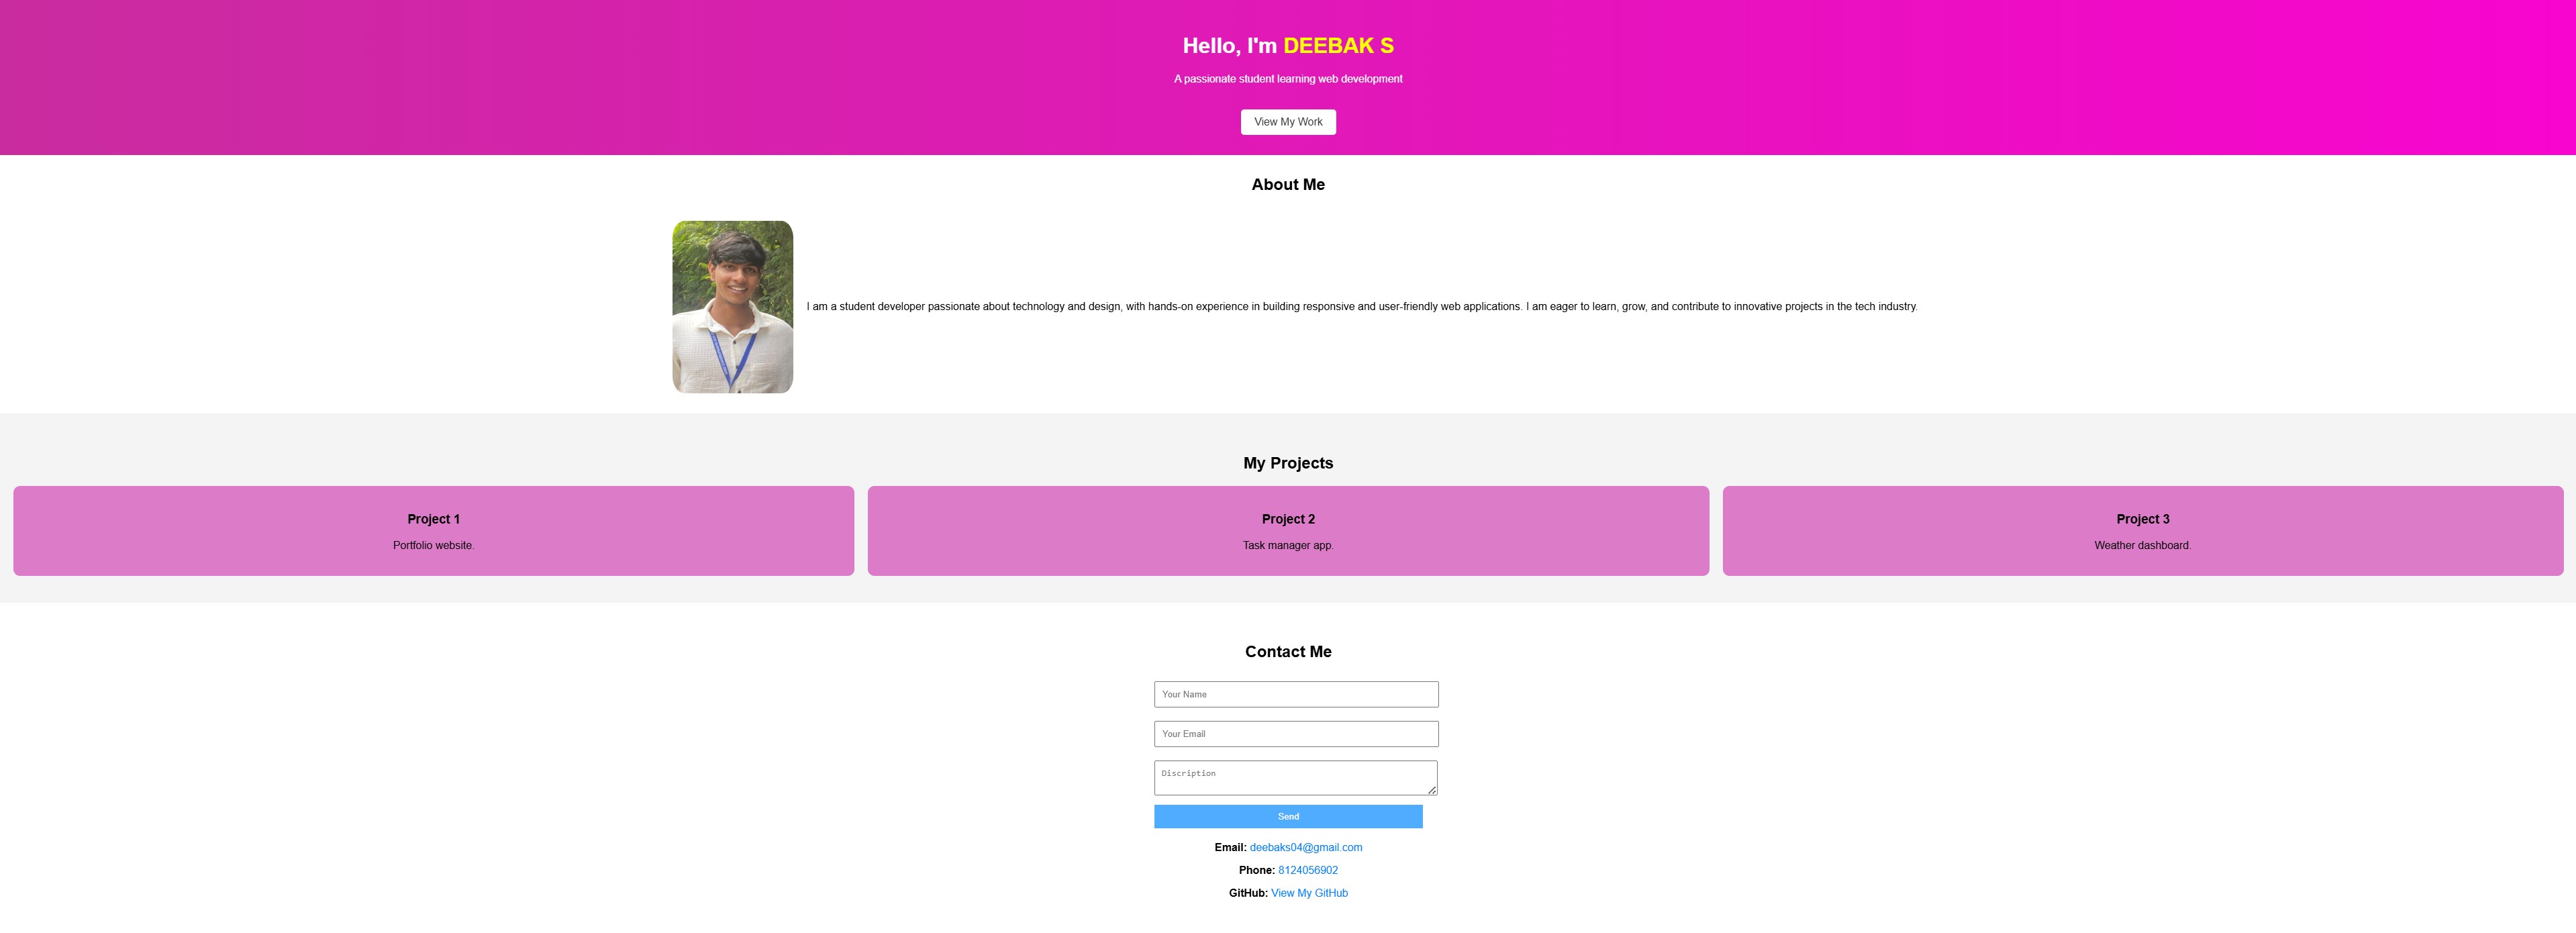 Hello, I'm DEEBAK S
A passionate student learning web development
View My Work
About Me
I am a student developer passionate about technology and design, with hands-on experience in building responsive and user-friendly web applications. I am eager to learn, grow, and contribute to innovative projects in the tech industry.
My Projects
Project 1
Portfolio website.
Project 2
Task manager app.
Project 3
Weather dashboard.
Contact Me
Your Name
Your Email
Discription
Send
Email: deebaks04@gmail.com
Phone: 8124056902
GitHub: View My GitHub